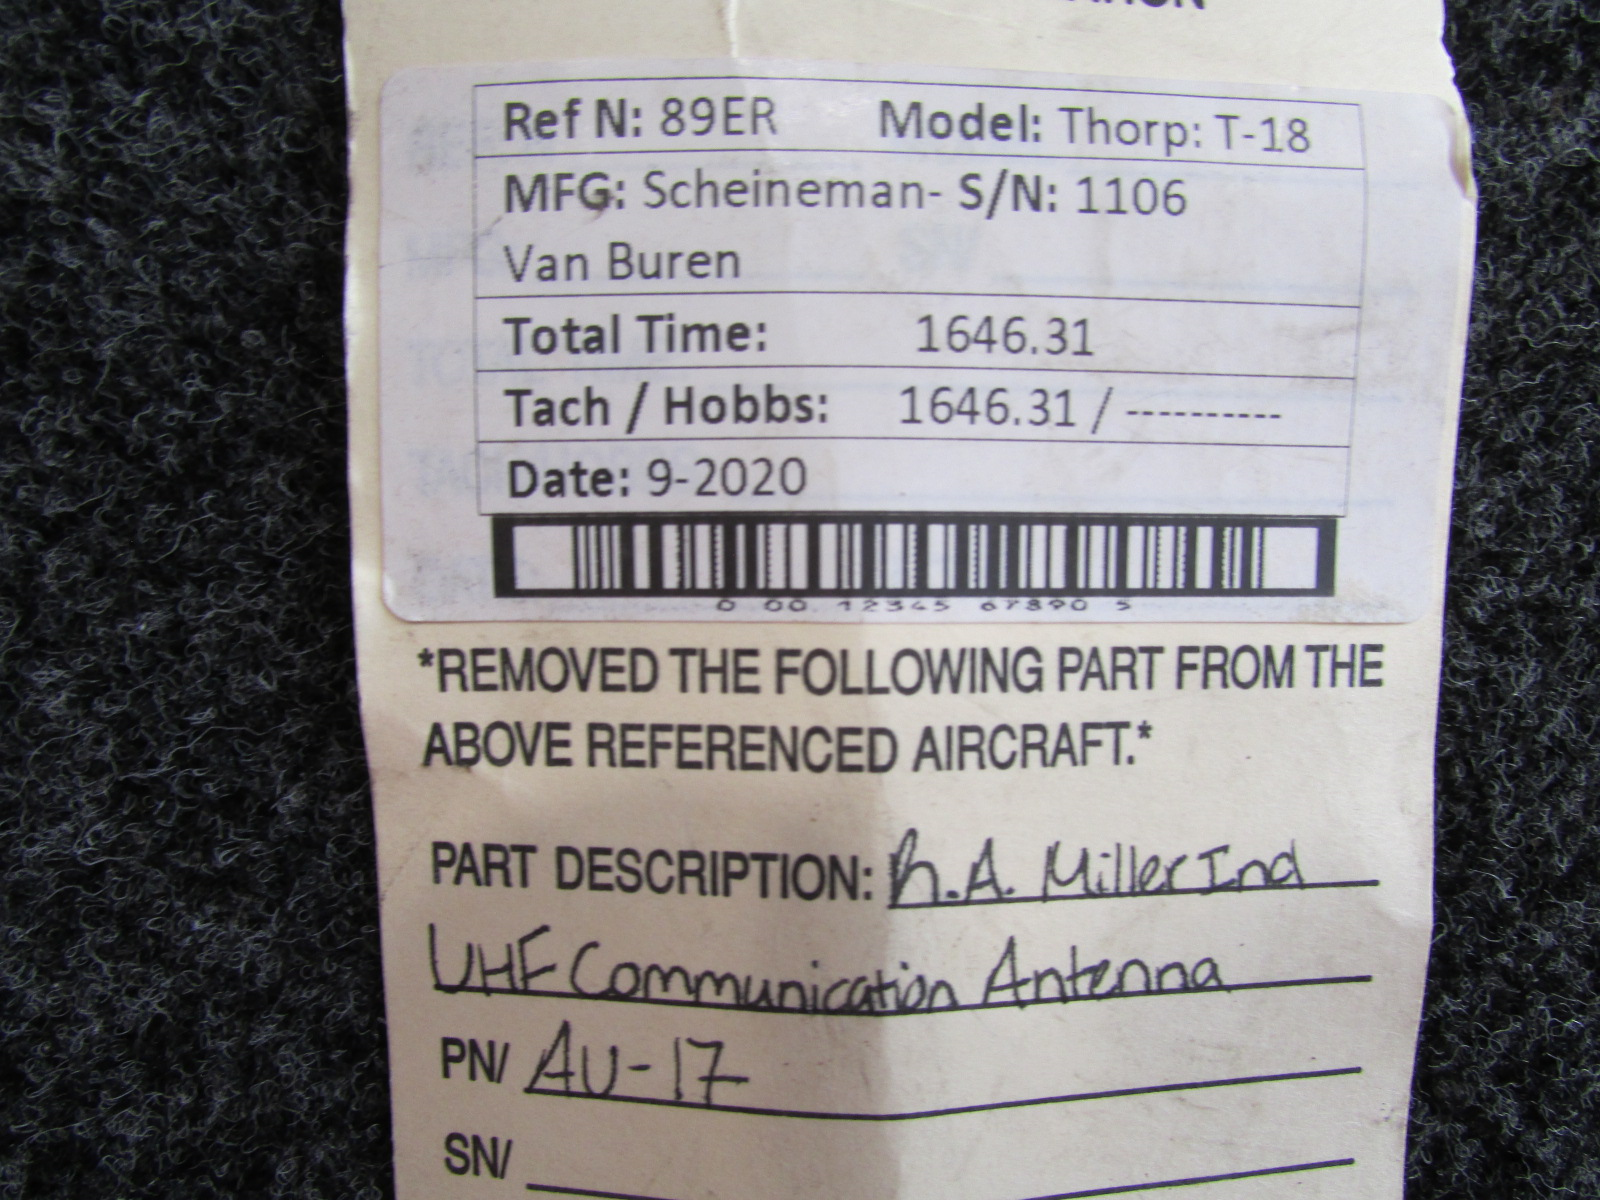 Ref N: 89ER Model: Thorp: T-18
MFG: Scheineman- S/N: 1106
Van Buren
Total Time: 1646.31
Tach / Hobbs: 1646.31 / ----------
Date: 9-2020
0 00 12345 67890 5
*REMOVED THE FOLLOWING PART FROM THE
ABOVE REFERENCED AIRCRAFT.*
PART DESCRIPTION: R.A. Miller Ind
UHF Communication Antenna
PN/ AU-17
SN/